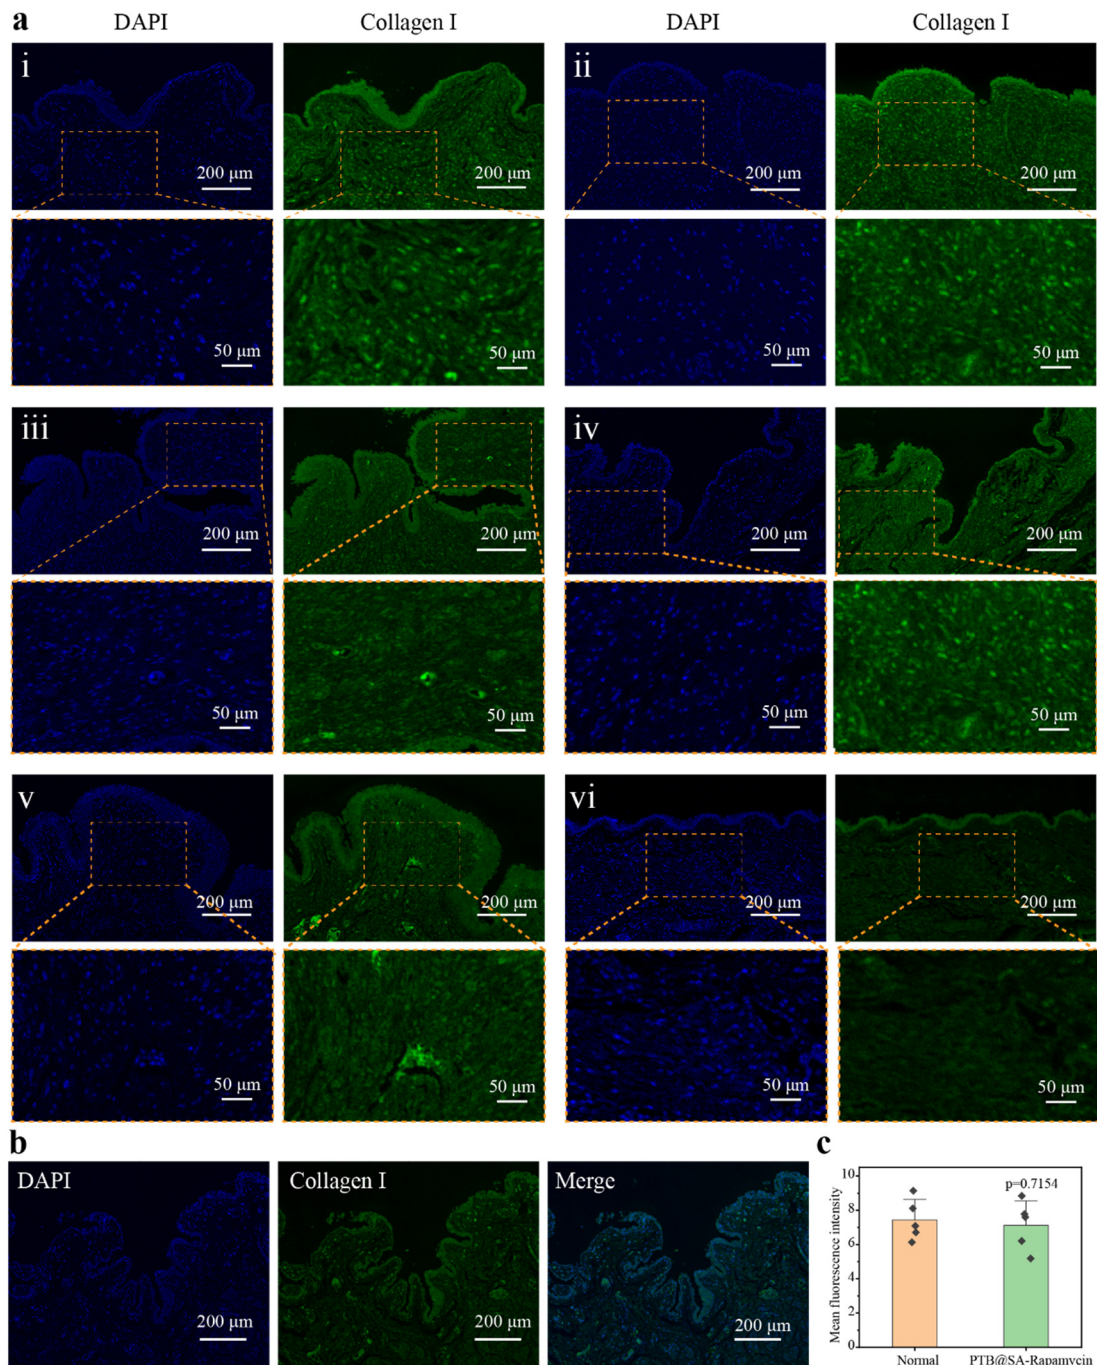 a
DAPI Collagen I DAPI Collagen I
i ii
200 μm 200 μm 200 μm 200 μm
50 μm 50 μm 50 μm 50 μm
iii iv
200 μm 200 μm 200 μm 200 μm
50 μm 50 μm 50 μm 50 μm
v vi
200 μm 200 μm 200 μm 200 μm
50 μm 50 μm 50 μm 50 μm
b c
DAPI Collagen I Merge
200 μm 200 μm 200 μm
Mean fluorescence intensity
10
8
6
4
2
0
p=0.7154
Normal PTB@SA-Rapamycin